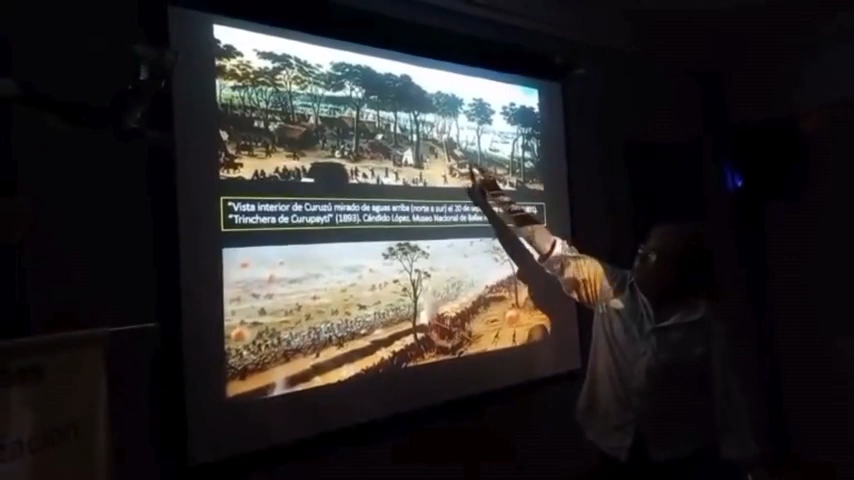 "Vista interior de Curuzú mirado de aguas arriba (norte a sur) el 20 de
"Trinchera de Curupaytí" (1893). Cándido López, Museo Nacional de